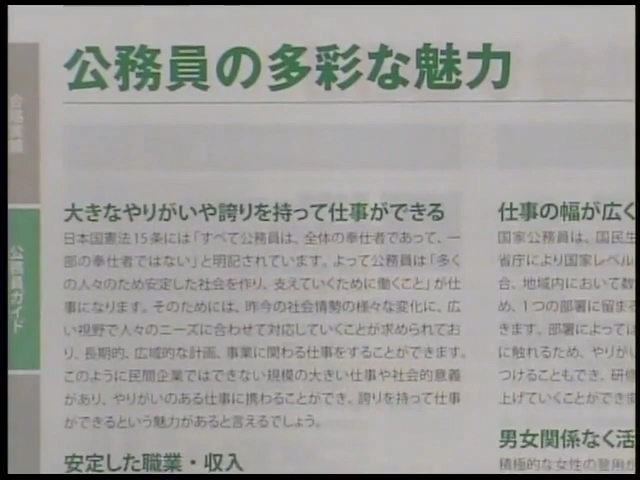 公務員の多彩な魅力
公務員ガイド
大きなやりがいや誇りを持って仕事ができる
日本国憲法15条には「すべて公務員は、全体の奉仕者であって、一
部の奉仕者ではない」と明記されています。よって公務員は「多く
の人々のため安定した社会を作り、支えていくために働くこと」が仕
事になります。そのためには、昨今の社会情勢の様々な変化に、広
い視野で人々のニーズに合わせて対応していくことが求められてお
り、長期的、広域的な計画、事業に関わる仕事をすることができます。
このように民間企業ではできない規模の大きい仕事や社会的意義
があり、やりがいのある仕事に携わることができ、誇りを持って仕事
ができるという魅力があると言えるでしょう。
安定した職業・収入
仕事の幅が広く
国家公務員は、国民生
省庁により国家レベル
合、地域内において数
め、1つの部署に留まる
きます。部署によっては
に触れるため、やりがい
つけることもでき、研修
上げていくことができま
男女関係なく活
積極的な女性の登用が